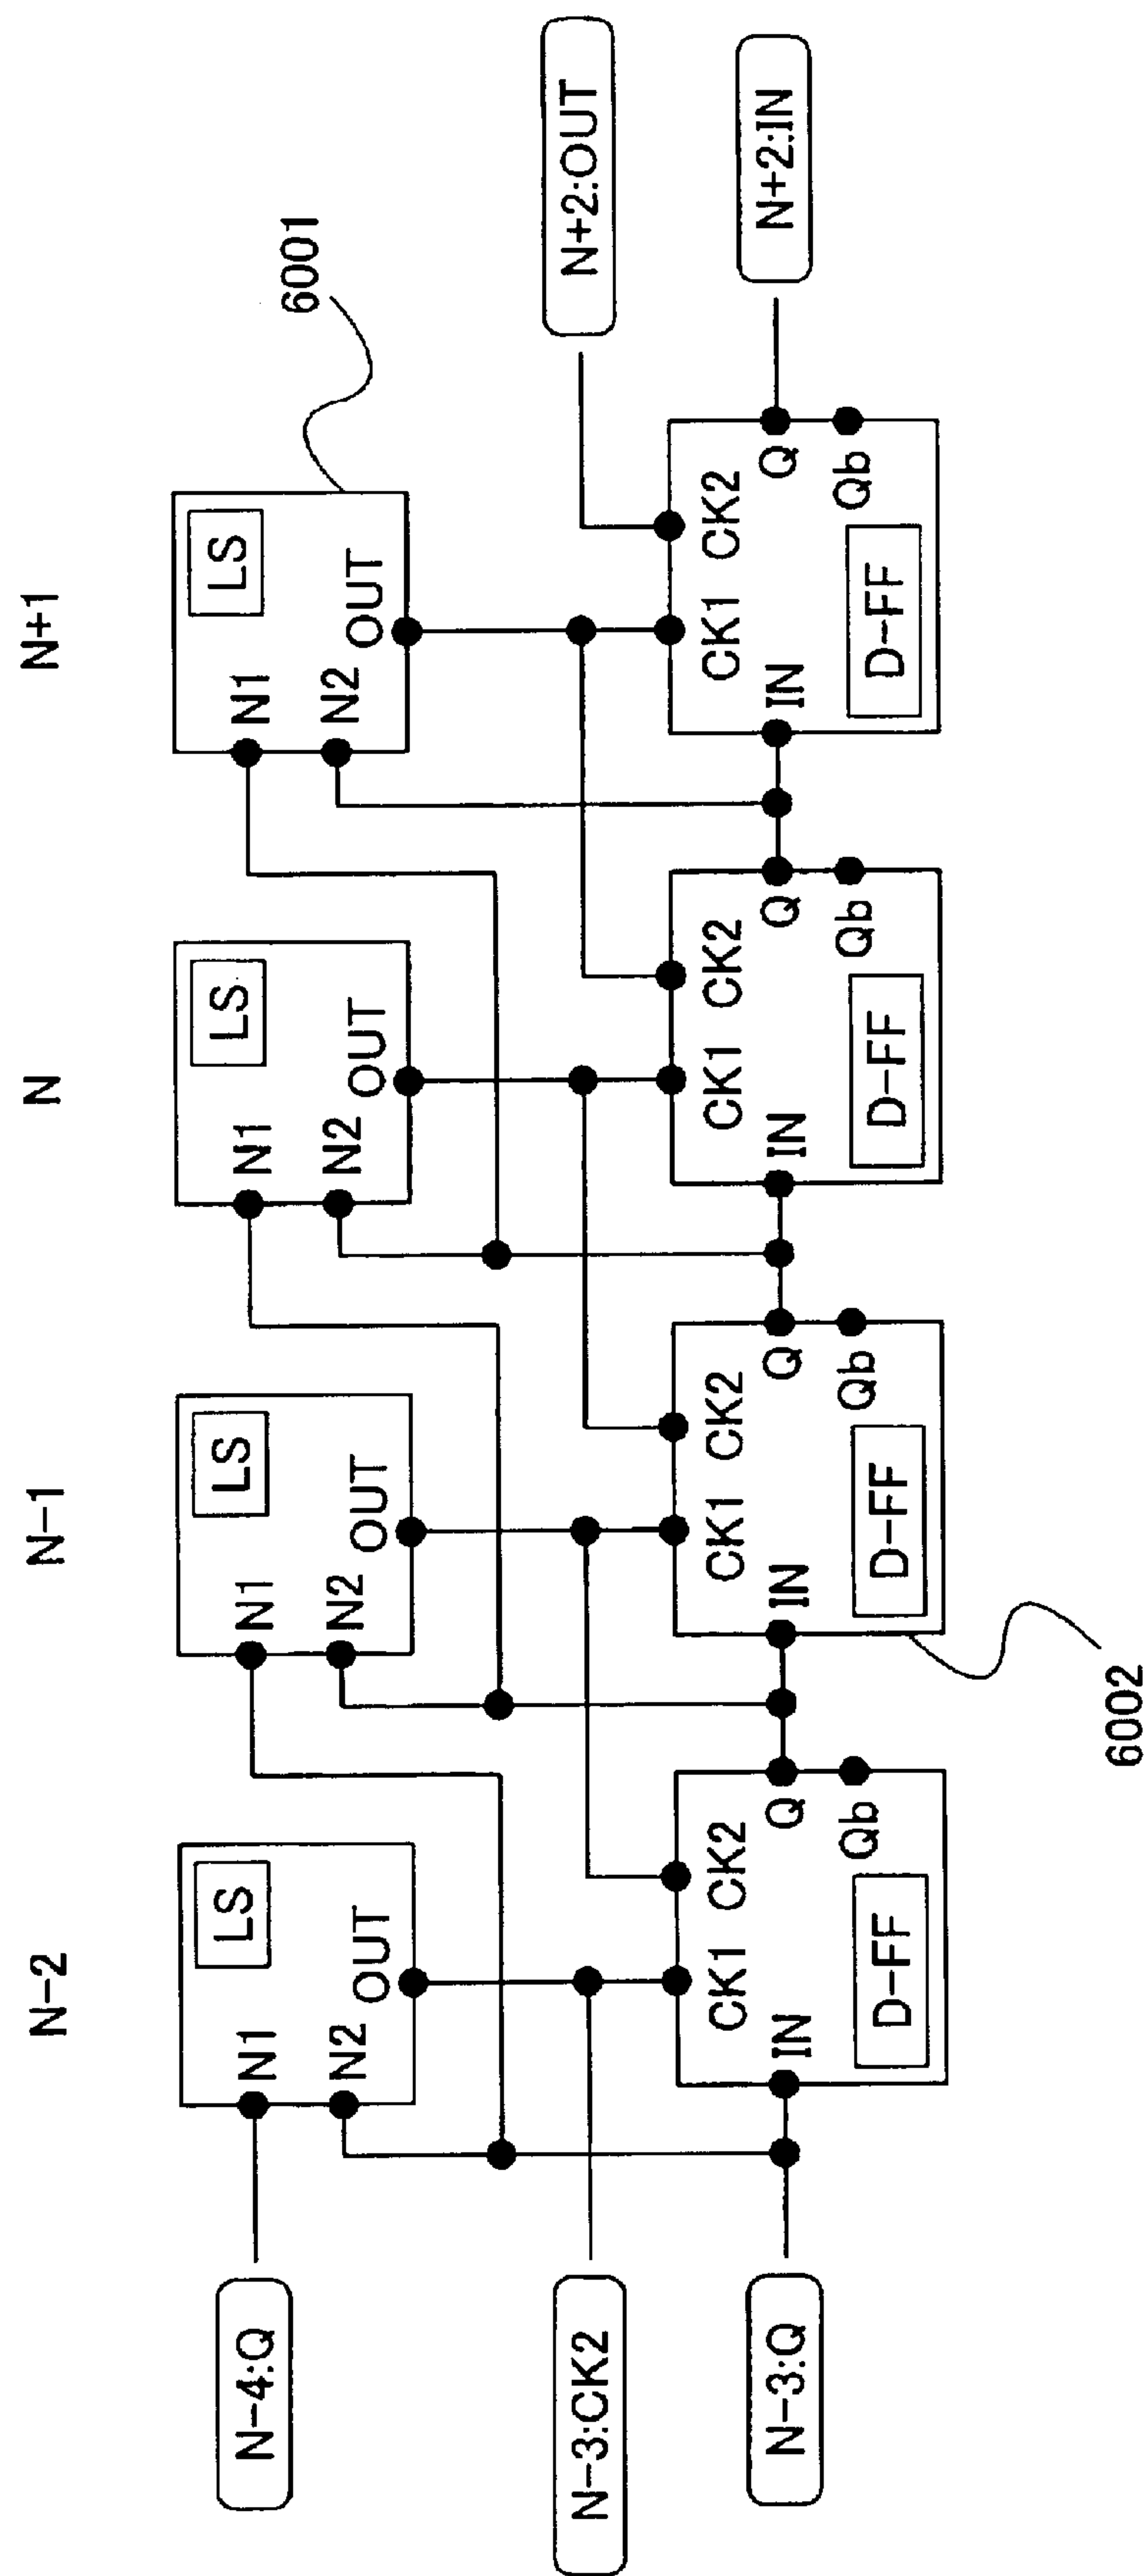 N-2
N-1
N
N+1
LS
N1
N2
OUT
LS
N1
N2
OUT
LS
N1
N2
OUT
LS
N1
N2
OUT
6001
N-4:Q
N-3:CK2
N-3:Q
N+2:OUT
N+2:IN
CK1 CK2
IN
Q
Qb
D-FF
CK1 CK2
IN
Q
Qb
D-FF
CK1 CK2
IN
Q
Qb
D-FF
CK1 CK2
IN
Q
Qb
D-FF
6002